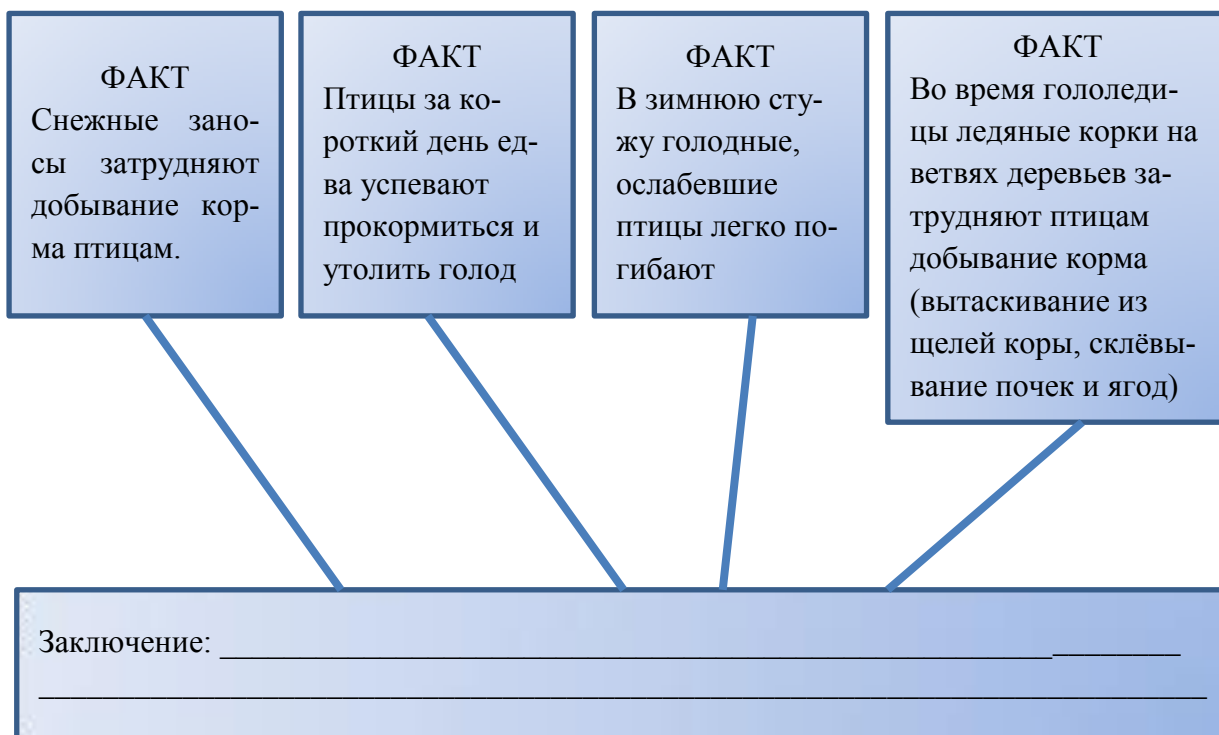 ФАКТ
Снежные зано-
сы затрудняют
добывание кор-
ма птицам.
ФАКТ
Птицы за ко-
роткий день ед-
ва успевают
прокормиться и
утолить голод
ФАКТ
В зимнюю сту-
жу голодные,
ослабевшие
птицы легко по-
гибают
ФАКТ
Во время гололеди-
цы ледяные корки на
ветвях деревьев за-
трудняют птицам
добывание корма
(вытаскивание из
щелей коры, склёвы-
вание почек и ягод)
Заключение: ____________________________________________________________
_________________________________________________________________________